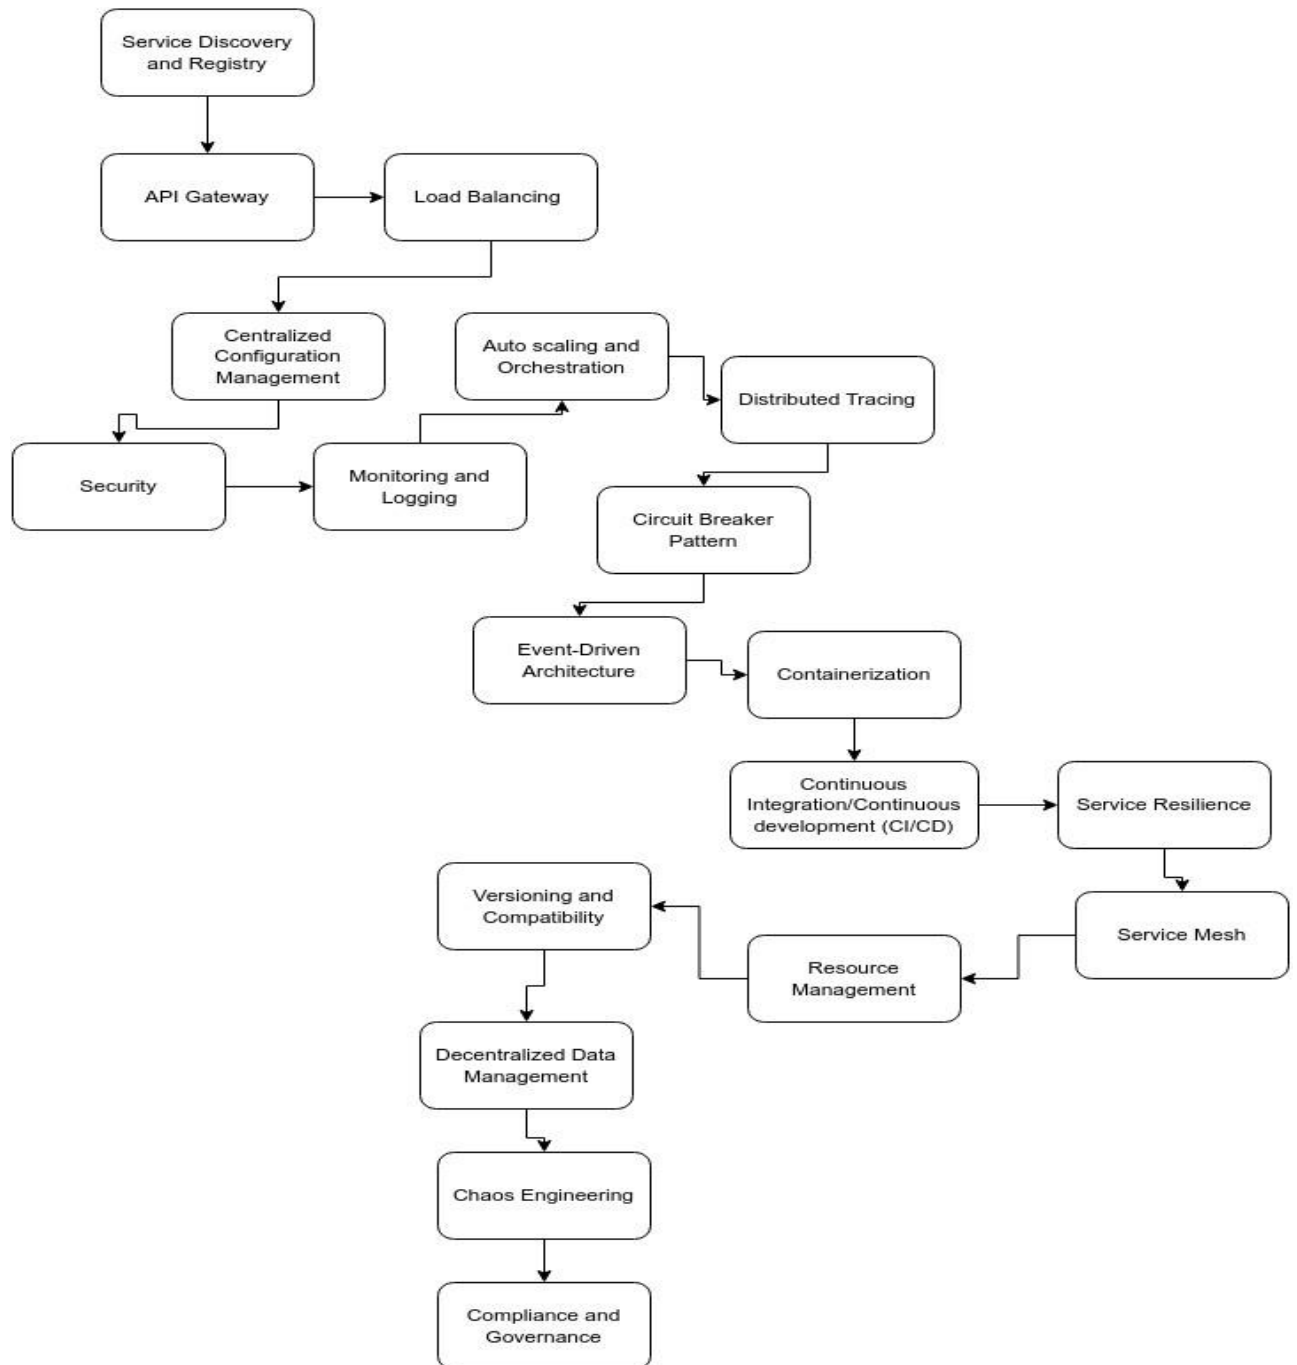 Service Discovery
and Registry
API Gateway
Load Balancing
Centralized
Configuration
Management
Auto scaling and
Orchestration
Distributed Tracing
Security
Monitoring and
Logging
Circuit Breaker
Pattern
Event-Driven
Architecture
Containerization
Continuous
Integration/Continuous
development (CI/CD)
Service Resilience
Versioning and
Compatibility
Service Mesh
Resource
Management
Decentralized Data
Management
Chaos Engineering
Compliance and
Governance